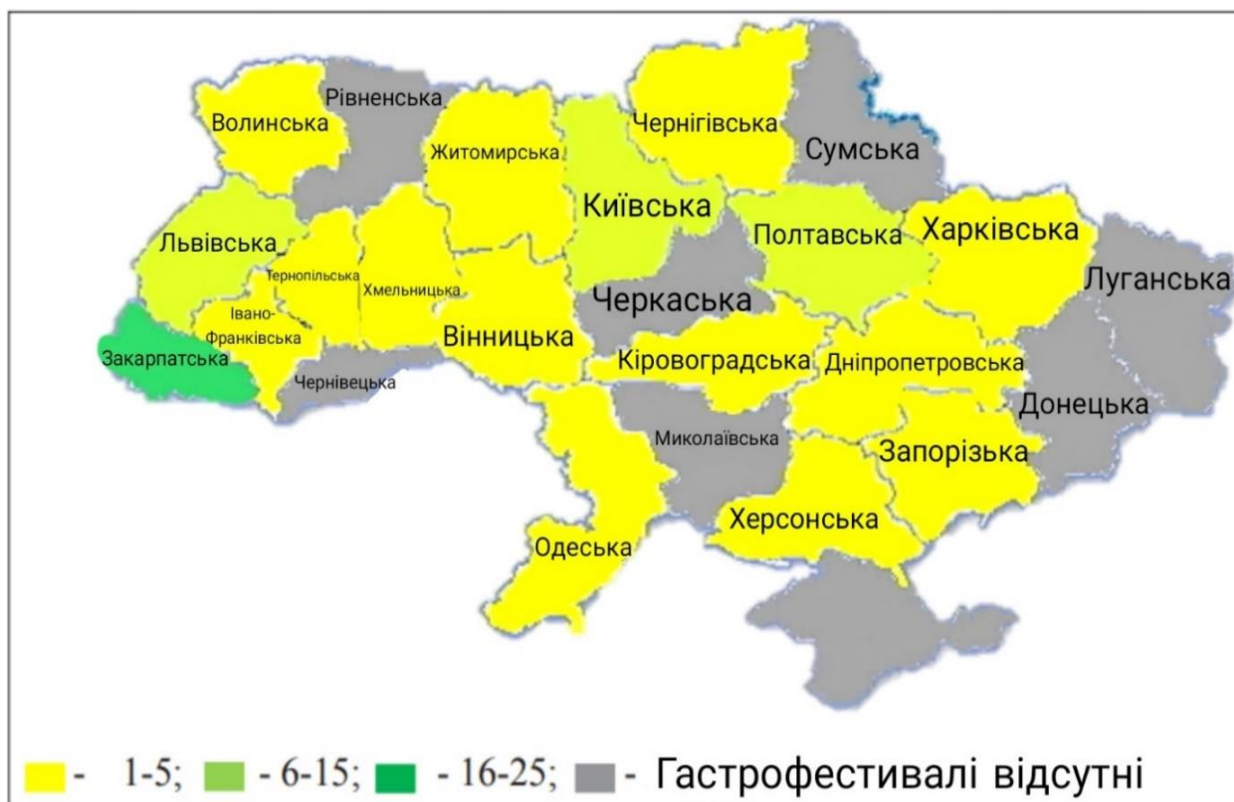 Рівненська
Волинська
Чернігівська
Житомирська
Сумська
Київська
Львівська
Полтавська
Харківська
Тернопільська
Хмельницька
Луганська
Черкаська
Івано-
Франківська
Вінницька
Закарпатська
Кіровоградська
Дніпропетровська
Чернівецька
Донецька
Миколаївська
Запорізька
Херсонська
Одеська
- 1-5; - 6-15; - 16-25; - Гастрофестивалі відсутні